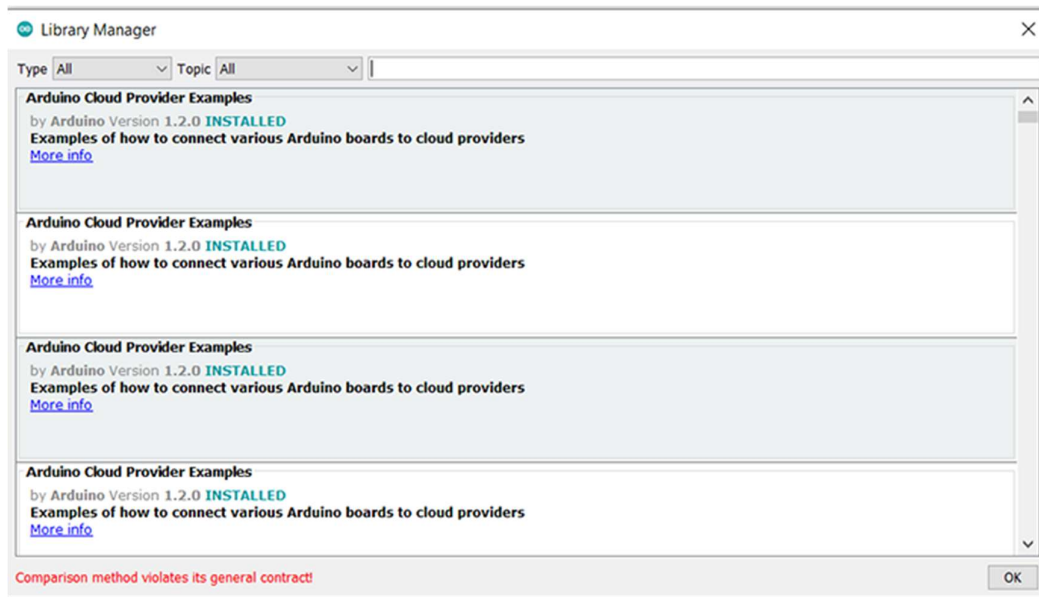 Library Manager
Type All Topic All
Arduino Cloud Provider Examples
by Arduino Version 1.2.0 INSTALLED
Examples of how to connect various Arduino boards to cloud providers
More info
Arduino Cloud Provider Examples
by Arduino Version 1.2.0 INSTALLED
Examples of how to connect various Arduino boards to cloud providers
More info
Arduino Cloud Provider Examples
by Arduino Version 1.2.0 INSTALLED
Examples of how to connect various Arduino boards to cloud providers
More info
Arduino Cloud Provider Examples
by Arduino Version 1.2.0 INSTALLED
Examples of how to connect various Arduino boards to cloud providers
More info
Comparison method violates its general contract! OK